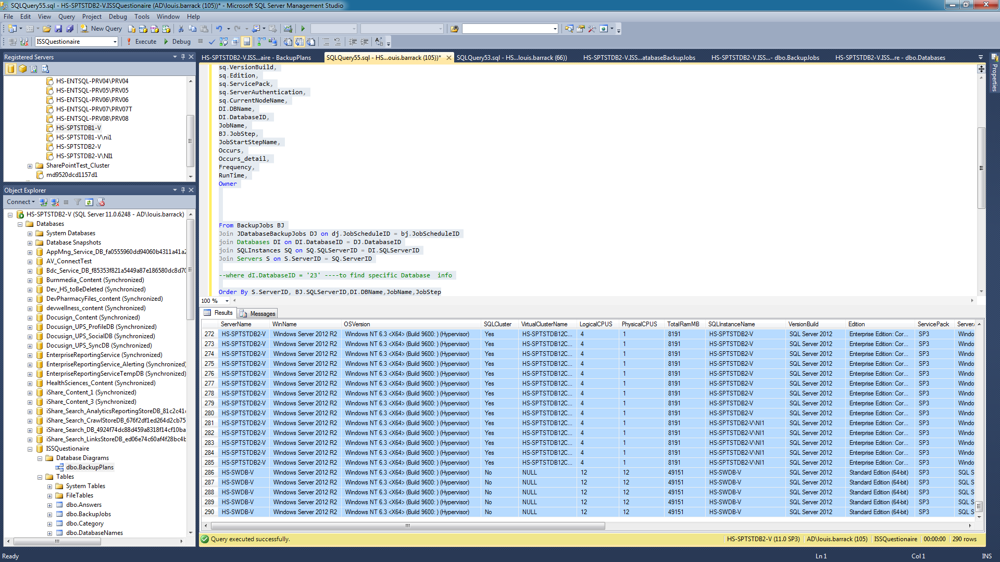 SQLQuery55.sql - HS-SPTSTDB2-V.ISSQuestionaire (AD\louis.barrack (105))* - Microsoft SQL Server Management Studio
File Edit View Query Project Debug Tools Window Help
New Query
ISSQuestionaire Execute Debug
Registered Servers
HS-ENTSQL-PRV04\PRV04
HS-ENTSQL-PRV05\PRV05
HS-ENTSQL-PRV06\PRV06
HS-ENTSQL-PRV07\PRV07T
HS-ENTSQL-PRV08\PRV08
HS-SPTSTDB1-V
HS-SPTSTDB1-V\ni1
HS-SPTSTDB2-V
HS-SPTSTDB2-V\NI1
SharePointTest_Cluster
md9520dcd1157d1
Object Explorer
Connect
HS-SPTSTDB2-V (SQL Server 11.0.6248 - AD\louis.barrack)
Databases
System Databases
Database Snapshots
AppMng_Service_DB_fa0555960dd94060b4311a41a2
AV_ConnectTest
Bdc_Service_DB_f85353f821a5449a87e186580dc8d70
Burnmedia_Content (Synchronized)
Dev_HS_toBeDeleted (Synchronized)
DevPharmacyFiles_content (Synchronized)
devwellness_content (Synchronized)
Docusign_Content (Synchronized)
Docusign_UPS_ProfileDB (Synchronized)
Docusign_UPS_SocialDB (Synchronized)
Docusign_UPS_SyncDB (Synchronized)
EnterpriseReportingService (Synchronized)
EnterpriseReportingService_Alerting (Synchronized)
EnterpriseReportingServiceTempDB (Synchronized)
HealthSciences_Content (Synchronized)
iShare_Content_1 (Synchronized)
iShare_Content_3 (Synchronized)
iShare_Search_AnalyticsReportingStoreDB_81c2c41
iShare_Search_CrawlStoreDB_676f2df1ed264d2cb75
iShare_Search_DB_4924f74dc88d459a8318f14cf10ba
iShare_Search_LinksStoreDB_ed06e74c60af4f28bc4b
ISSQuestionaire
Database Diagrams
dbo.BackupPlans
Tables
System Tables
FileTables
dbo.Answers
dbo.BackupJobs
dbo.Category
dbo.DatabaseNames
HS-SPTSTDB2-V.ISS...aire - BackupPlans SQLQuery55.sql - HS...ouis.barrack (105))* SQLQuery53.sql - HS...louis.barrack (66)) HS-SPTSTDB2-V.ISS...atabaseBackupJobs HS-SPTSTDB2-V.ISS...- dbo.BackupJobs HS-SPTSTDB2-V.ISS...re - dbo.Databases
Properties
sq.VersionBuild,
sq.Edition,
sq.ServicePack,
sq.ServerAuthentication,
sq.CurrentNodeName,
DI.DBName,
DI.DatabaseID,
JobName,
BJ.JobStep,
JobStartStepName,
Occurs,
Occurs_detail,
Frequency,
RunTime,
Owner
From BackupJobs BJ
Join JDatabaseBackupJobs DJ on dj.JobScheduleID = bj.JobScheduleID
join Databases DI on DI.DatabaseID = DJ.DatabaseID
join SQLInstances SQ on SQ.SQLServerID = DI.SQLServerID
Join Servers S on S.ServerID = SQ.ServerID
--where dI.DatabaseID = '23' ----to find specific Database  info
Order By S.ServerID, BJ.SQLServerID,DI.DBName,JobName,JobStep
100 %
Results Messages
ServerName WinName OSVersion SQLCluster VirtualClusterName LogicalCPUS PhysicalCPUS TotalRamMB SQLInstanceName VersionBuild Edition ServicePack Server
272 HS-SPTSTDB2-V Windows Server 2012 R2 Windows NT 6.3 <X64> (Build 9600: ) (Hypervisor) Yes HS-SPTSTDB12C... 4 1 8191 HS-SPTSTDB2-V SQL Server 2012 Enterprise Edition: Cor... SP3 Windo
273 HS-SPTSTDB2-V Windows Server 2012 R2 Windows NT 6.3 <X64> (Build 9600: ) (Hypervisor) Yes HS-SPTSTDB12C... 4 1 8191 HS-SPTSTDB2-V SQL Server 2012 Enterprise Edition: Cor... SP3 Windo
274 HS-SPTSTDB2-V Windows Server 2012 R2 Windows NT 6.3 <X64> (Build 9600: ) (Hypervisor) Yes HS-SPTSTDB12C... 4 1 8191 HS-SPTSTDB2-V SQL Server 2012 Enterprise Edition: Cor... SP3 Windo
275 HS-SPTSTDB2-V Windows Server 2012 R2 Windows NT 6.3 <X64> (Build 9600: ) (Hypervisor) Yes HS-SPTSTDB12C... 4 1 8191 HS-SPTSTDB2-V SQL Server 2012 Enterprise Edition: Cor... SP3 Windo
276 HS-SPTSTDB2-V Windows Server 2012 R2 Windows NT 6.3 <X64> (Build 9600: ) (Hypervisor) Yes HS-SPTSTDB12C... 4 1 8191 HS-SPTSTDB2-V SQL Server 2012 Enterprise Edition: Cor... SP3 Windo
277 HS-SPTSTDB2-V Windows Server 2012 R2 Windows NT 6.3 <X64> (Build 9600: ) (Hypervisor) Yes HS-SPTSTDB12C... 4 1 8191 HS-SPTSTDB2-V SQL Server 2012 Enterprise Edition: Cor... SP3 Windo
278 HS-SPTSTDB2-V Windows Server 2012 R2 Windows NT 6.3 <X64> (Build 9600: ) (Hypervisor) Yes HS-SPTSTDB12C... 4 1 8191 HS-SPTSTDB2-V SQL Server 2012 Enterprise Edition: Cor... SP3 Windo
279 HS-SPTSTDB2-V Windows Server 2012 R2 Windows NT 6.3 <X64> (Build 9600: ) (Hypervisor) Yes HS-SPTSTDB12C... 4 1 8191 HS-SPTSTDB2-V SQL Server 2012 Enterprise Edition: Cor... SP3 Windo
280 HS-SPTSTDB2-V Windows Server 2012 R2 Windows NT 6.3 <X64> (Build 9600: ) (Hypervisor) Yes HS-SPTSTDB12C... 4 1 8191 HS-SPTSTDB2-V SQL Server 2012 Enterprise Edition: Cor... SP3 Windo
281 HS-SPTSTDB2-V Windows Server 2012 R2 Windows NT 6.3 <X64> (Build 9600: ) (Hypervisor) Yes HS-SPTSTDB12C... 4 1 8191 HS-SPTSTDB2-V\NI1 SQL Server 2012 Enterprise Edition: Cor... SP3 Windo
282 HS-SPTSTDB2-V Windows Server 2012 R2 Windows NT 6.3 <X64> (Build 9600: ) (Hypervisor) Yes HS-SPTSTDB12C... 4 1 8191 HS-SPTSTDB2-V\NI1 SQL Server 2012 Enterprise Edition: Cor... SP3 Windo
283 HS-SPTSTDB2-V Windows Server 2012 R2 Windows NT 6.3 <X64> (Build 9600: ) (Hypervisor) Yes HS-SPTSTDB12C... 4 1 8191 HS-SPTSTDB2-V\NI1 SQL Server 2012 Enterprise Edition: Cor... SP3 Windo
284 HS-SPTSTDB2-V Windows Server 2012 R2 Windows NT 6.3 <X64> (Build 9600: ) (Hypervisor) Yes HS-SPTSTDB12C... 4 1 8191 HS-SPTSTDB2-V\NI1 SQL Server 2012 Enterprise Edition: Cor... SP3 Windo
285 HS-SPTSTDB2-V Windows Server 2012 R2 Windows NT 6.3 <X64> (Build 9600: ) (Hypervisor) Yes HS-SPTSTDB12C... 4 1 8191 HS-SPTSTDB2-V\NI1 SQL Server 2012 Enterprise Edition: Cor... SP3 Windo
286 HS-SWDB-V Windows Server 2012 R2 Windows NT 6.3 <X64> (Build 9600: ) (Hypervisor) No NULL 12 12 49151 HS-SWDB-V SQL Server 2012 Standard Edition (64-bit) SP3 SQL S
287 HS-SWDB-V Windows Server 2012 R2 Windows NT 6.3 <X64> (Build 9600: ) (Hypervisor) No NULL 12 12 49151 HS-SWDB-V SQL Server 2012 Standard Edition (64-bit) SP3 SQL S
288 HS-SWDB-V Windows Server 2012 R2 Windows NT 6.3 <X64> (Build 9600: ) (Hypervisor) No NULL 12 12 49151 HS-SWDB-V SQL Server 2012 Standard Edition (64-bit) SP3 SQL S
289 HS-SWDB-V Windows Server 2012 R2 Windows NT 6.3 <X64> (Build 9600: ) (Hypervisor) No NULL 12 12 49151 HS-SWDB-V SQL Server 2012 Standard Edition (64-bit) SP3 SQL S
290 HS-SWDB-V Windows Server 2012 R2 Windows NT 6.3 <X64> (Build 9600: ) (Hypervisor) No NULL 12 12 49151 HS-SWDB-V SQL Server 2012 Standard Edition (64-bit) SP3 SQL S
Query executed successfully. HS-SPTSTDB2-V (11.0 SP3) AD\louis.barrack (105) ISSQuestionaire 00:00:00 290 rows
Ready Ln 1 Col 1 INS